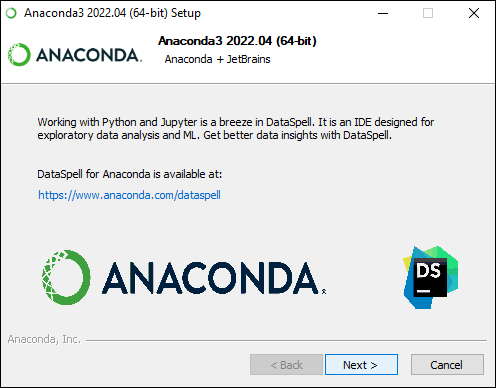 Anaconda3 2022.04 (64-bit) Setup
ANACONDA.
Anaconda3 2022.04 (64-bit)
Anaconda + JetBrains
Working with Python and Jupyter is a breeze in DataSpell. It is an IDE designed for
exploratory data analysis and ML. Get better data insights with DataSpell.
DataSpell for Anaconda is available at:
https://www.anaconda.com/dataspell
ANACONDA.
DS
Anaconda, Inc.
< Back
Next >
Cancel